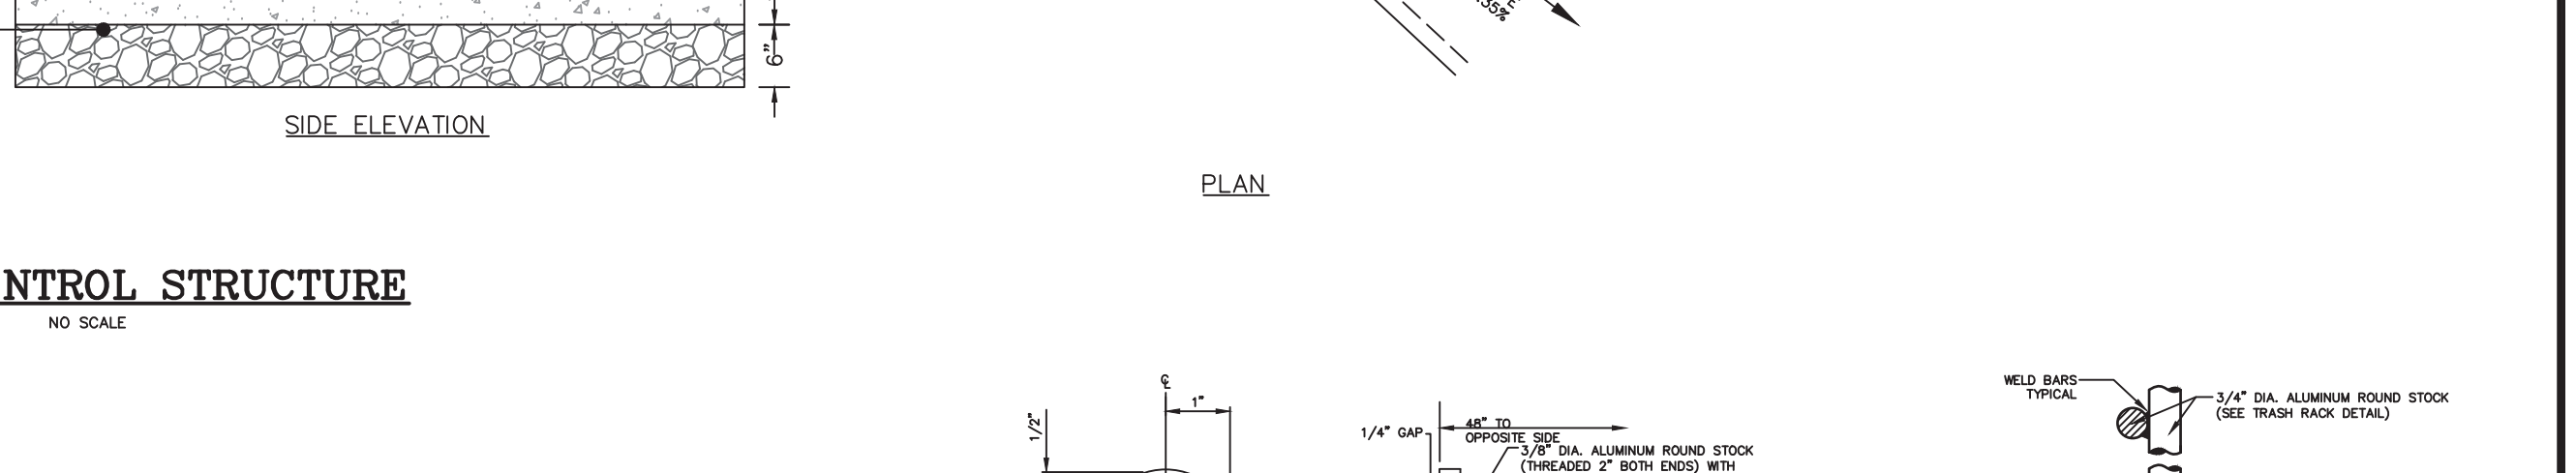 6"
SIDE ELEVATION
PLAN
NTROL STRUCTURE
NO SCALE
℄
1"
1/2"
1/4" GAP
48" TO
OPPOSITE SIDE
3/8" DIA. ALUMINUM ROUND STOCK
(THREADED 2" BOTH ENDS) WITH
WELD BARS
TYPICAL
3/4" DIA. ALUMINUM ROUND STOCK
(SEE TRASH RACK DETAIL)